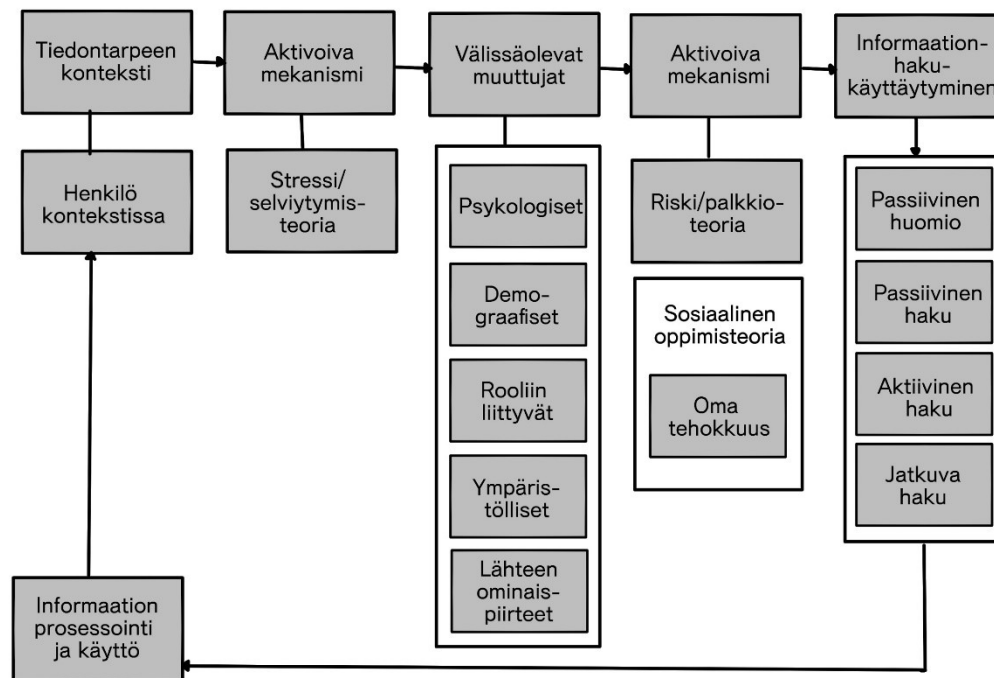 Tiedontarpeen
konteksti
Aktivoiva
mekanismi
Välissäolevat
muuttujat
Aktivoiva
mekanismi
Informaation-
haku-
käyttäytyminen
Henkilö
kontekstissa
Stressi/
selviytymis-
teoria
Psykologiset
Demo-
graafiset
Rooliin
liittyvät
Ympäris-
tölliset
Lähteen
ominais-
piirteet
Riski/palkkio-
teoria
Sosiaalinen
oppimisteoria
Oma
tehokkuus
Passiivinen
huomio
Passiivinen
haku
Aktiivinen
haku
Jatkuva
haku
Informaation
prosessointi
ja käyttö